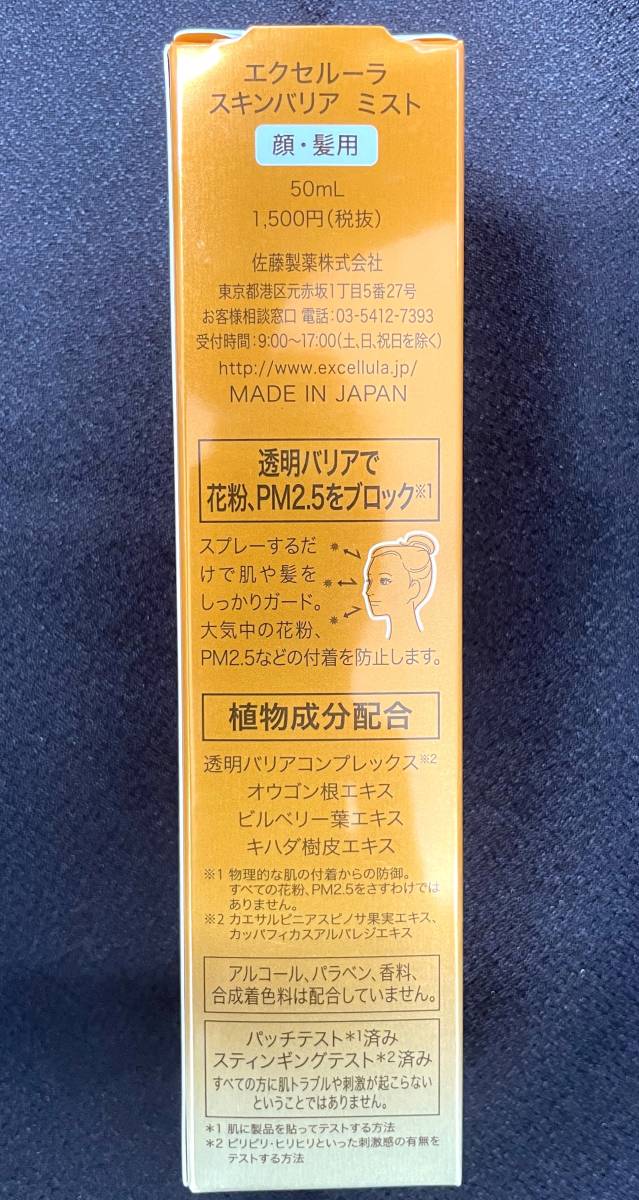 エクセルーラ
スキンバリア ミスト
顔・髪用
50mL
1,500円(税抜)
佐藤製薬株式会社
東京都港区元赤坂1丁目5番27号
お客様相談窓口 電話:03-5412-7393
受付時間:9:00〜17:00(土、日、祝日を除く)
http://www.excellula.jp/
MADE IN JAPAN
透明バリアで
花粉、PM2.5をブロック※1
スプレーするだ
けで肌や髪を
しっかりガード。
大気中の花粉、
PM2.5などの付着を防止します。
植物成分配合
透明バリアコンプレックス※2
オウゴン根エキス
ビルベリー葉エキス
キハダ樹皮エキス
※1 物理的な肌の付着からの防御。
すべての花粉、PM2.5をさすわけでは
ありません。
※2 カエサルピニアスピノサ果実エキス、
カッパフィカスアルバレジエキス
アルコール、パラベン、香料、
合成着色料は配合していません。
パッチテスト*1済み
スティンギングテスト*2済み
すべての方に肌トラブルや刺激が起こらない
ということではありません。
*1 肌に製品を貼ってテストする方法
*2 ピリピリ・ヒリヒリといった刺激感の有無を
テストする方法